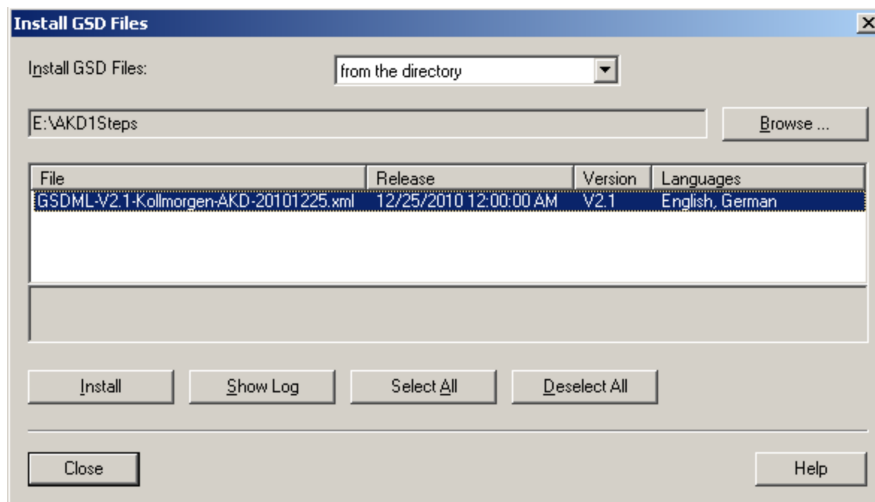 Install GSD Files
Install GSD Files: from the directory
E:\AKD1Steps Browse ...
File Release Version Languages
GSDML-V2.1-Kollmorgen-AKD-20101225.xml 12/25/2010 12:00:00 AM V2.1 English, German
Install Show Log Select All Deselect All
Close Help